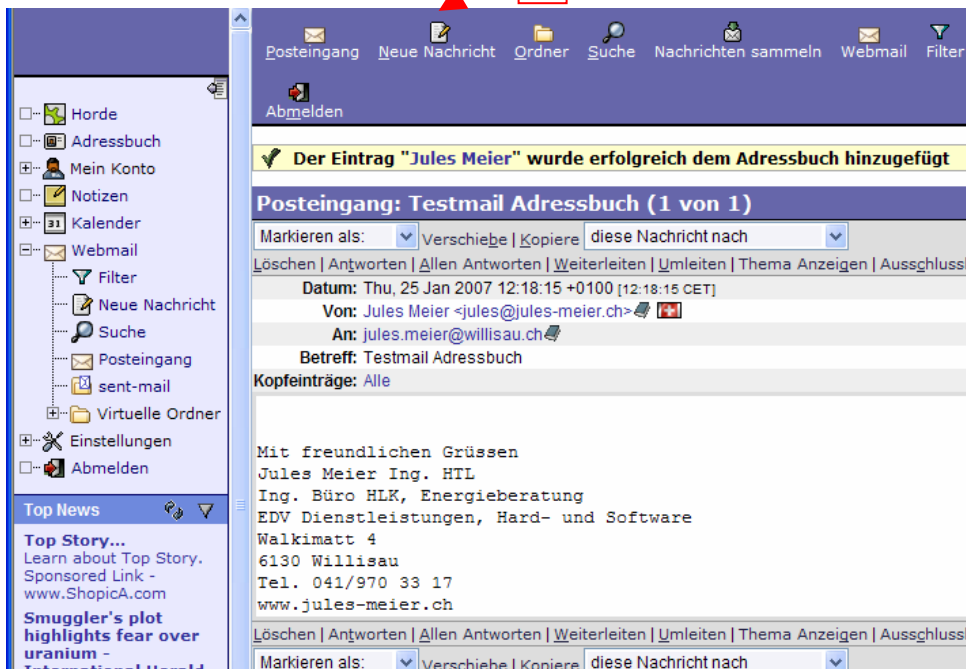 Posteingang Neue Nachricht Ordner Suche Nachrichten sammeln Webmail Filter
Abmelden
Horde
Adressbuch
Mein Konto
Notizen
31 Kalender
Webmail
Filter
Neue Nachricht
Suche
Posteingang
sent-mail
Virtuelle Ordner
Einstellungen
Abmelden
Top News
Top Story...
Learn about Top Story.
Sponsored Link -
www.ShopicA.com
Smuggler's plot
highlights fear over
uranium -
International Herald
Der Eintrag "Jules Meier" wurde erfolgreich dem Adressbuch hinzugefügt
Posteingang: Testmail Adressbuch (1 von 1)
Markieren als: Verschiebe | Kopiere diese Nachricht nach
Löschen | Antworten | Allen Antworten | Weiterleiten | Umleiten | Thema Anzeigen |
Datum: Thu, 25 Jan 2007 12:18:15 +0100 [12:18:15 CET]
Von: Jules Meier <jules@jules-meier.ch>
An: jules.meier@willisau.ch
Betreff: Testmail Adressbuch
Kopfeinträge: Alle
Mit freundlichen Grüssen
Jules Meier Ing. HTL
Ing. Büro HLK, Energieberatung
EDV Dienstleistungen, Hard- und Software
Walkimatt 4
6130 Willisau
Tel. 041/970 33 17
www.jules-meier.ch
Löschen | Antworten | Allen Antworten | Weiterleiten | Umleiten | Thema Anzeigen |
Markieren als: Verschiebe | Kopiere diese Nachricht nach